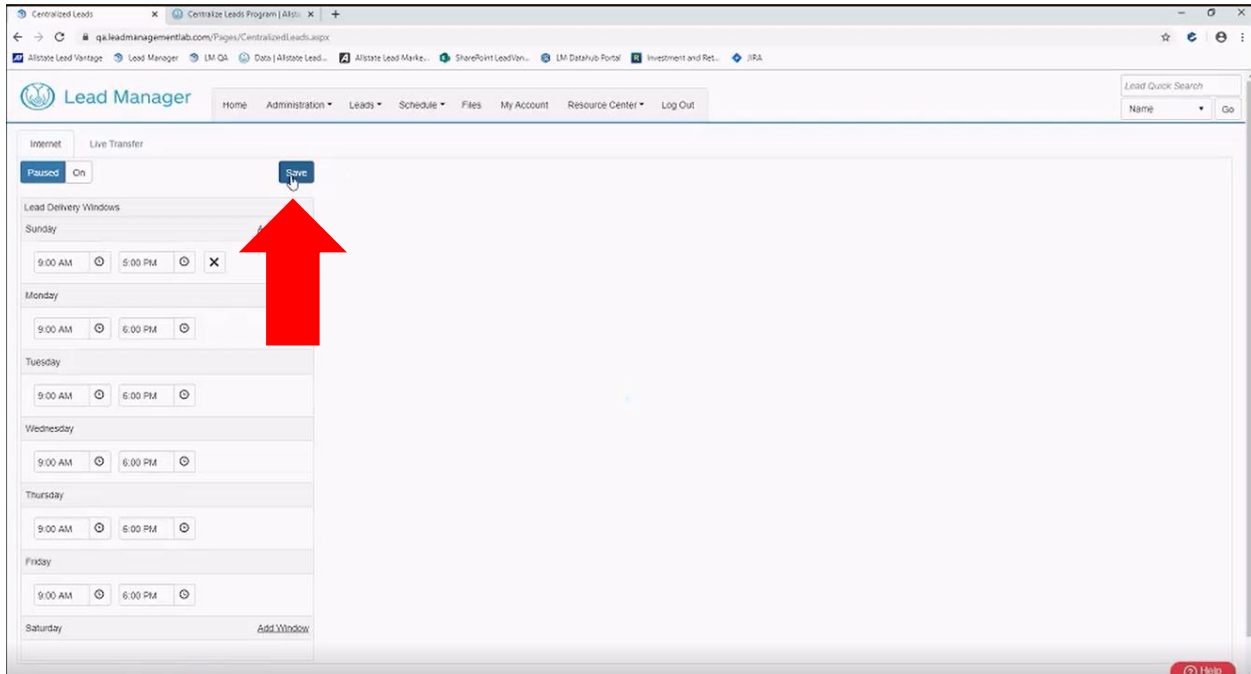 Centralized Leads
Centralize Leads Program | Allsta
qa.leadmanagementlab.com/Pages/CentralizedLeads.aspx
Allstate Lead Vantage Lead Manager LM QA Data | Allstate Lead... Allstate Lead Marke... SharePoint LeadVan... LM Datahub Portal Investment and Ret... JIRA
Lead Manager
Home Administration Leads Schedule Files My Account Resource Center Log Out
Lead Quick Search
Name Go
Internet Live Transfer
Paused On Save
Lead Delivery Windows
Sunday
9:00 AM 5:00 PM
Monday
9:00 AM 6:00 PM
Tuesday
9:00 AM 6:00 PM
Wednesday
9:00 AM 6:00 PM
Thursday
9:00 AM 6:00 PM
Friday
9:00 AM 6:00 PM
Saturday Add Window
Help